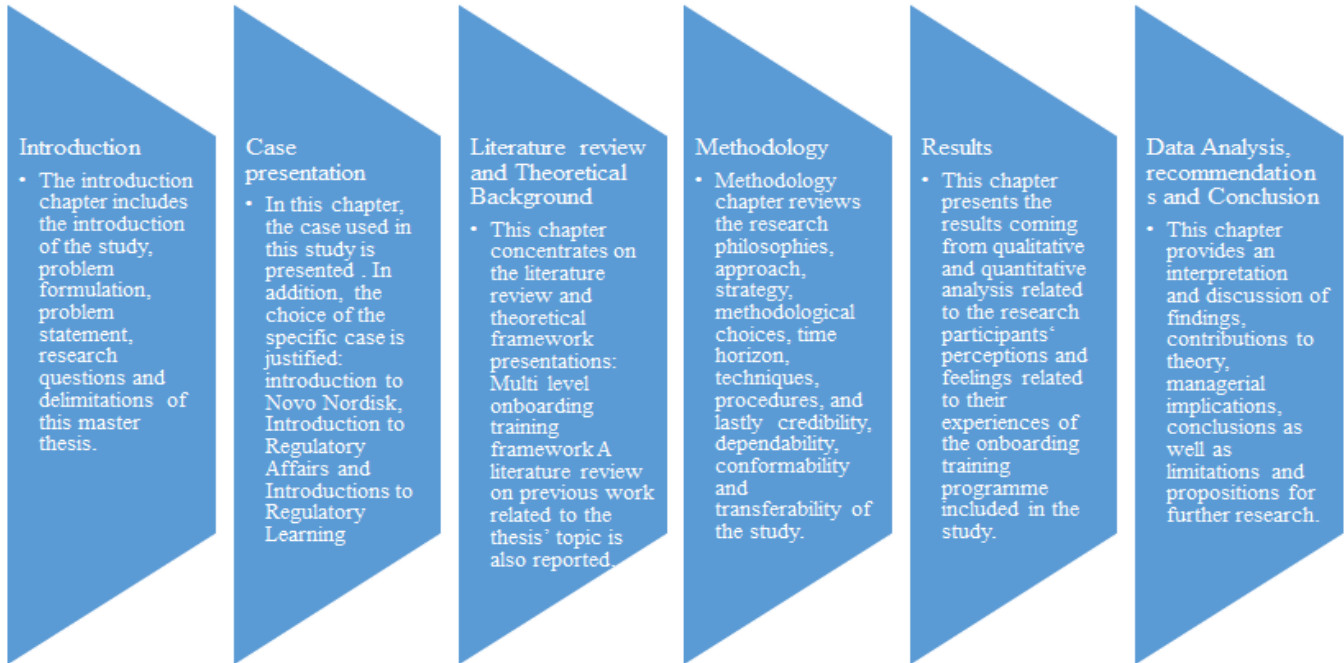 Introduction
• The introduction
chapter includes
the introduction
of the study,
problem
formulation,
problem
statement,
research
questions and
delimitations of
this master
thesis.
Case
presentation
• In this chapter,
the case used in
this study is
presented . In
addition, the
choice of the
specific case is
justified:
introduction to
Novo Nordisk,
Introduction to
Regulatory
Affairs and
Introductions to
Regulatory
Learning
Literature review
and Theoretical
Background
• This chapter
concentrates on
the literature
review and
theoretical
framework
presentations:
Multi level
onboarding
training
framework A
literature review
on previous work
related to the
thesis’ topic is
also reported.
Methodology
• Methodology
chapter reviews
the research
philosophies,
approach,
strategy,
methodological
choices, time
horizon,
techniques,
procedures, and
lastly credibility,
dependability,
conformability
and
transferability of
the study.
Results
• This chapter
presents the
results coming
from qualitative
and quantitative
analysis related
to the research
participants‘
perceptions and
feelings related
to their
experiences of
the onboarding
training
programme
included in the
study.
Data Analysis,
recommendation
s and Conclusion
• This chapter
provides an
interpretation
and discussion of
findings,
contributions to
theory,
managerial
implications,
conclusions as
well as
limitations and
propositions for
further research.